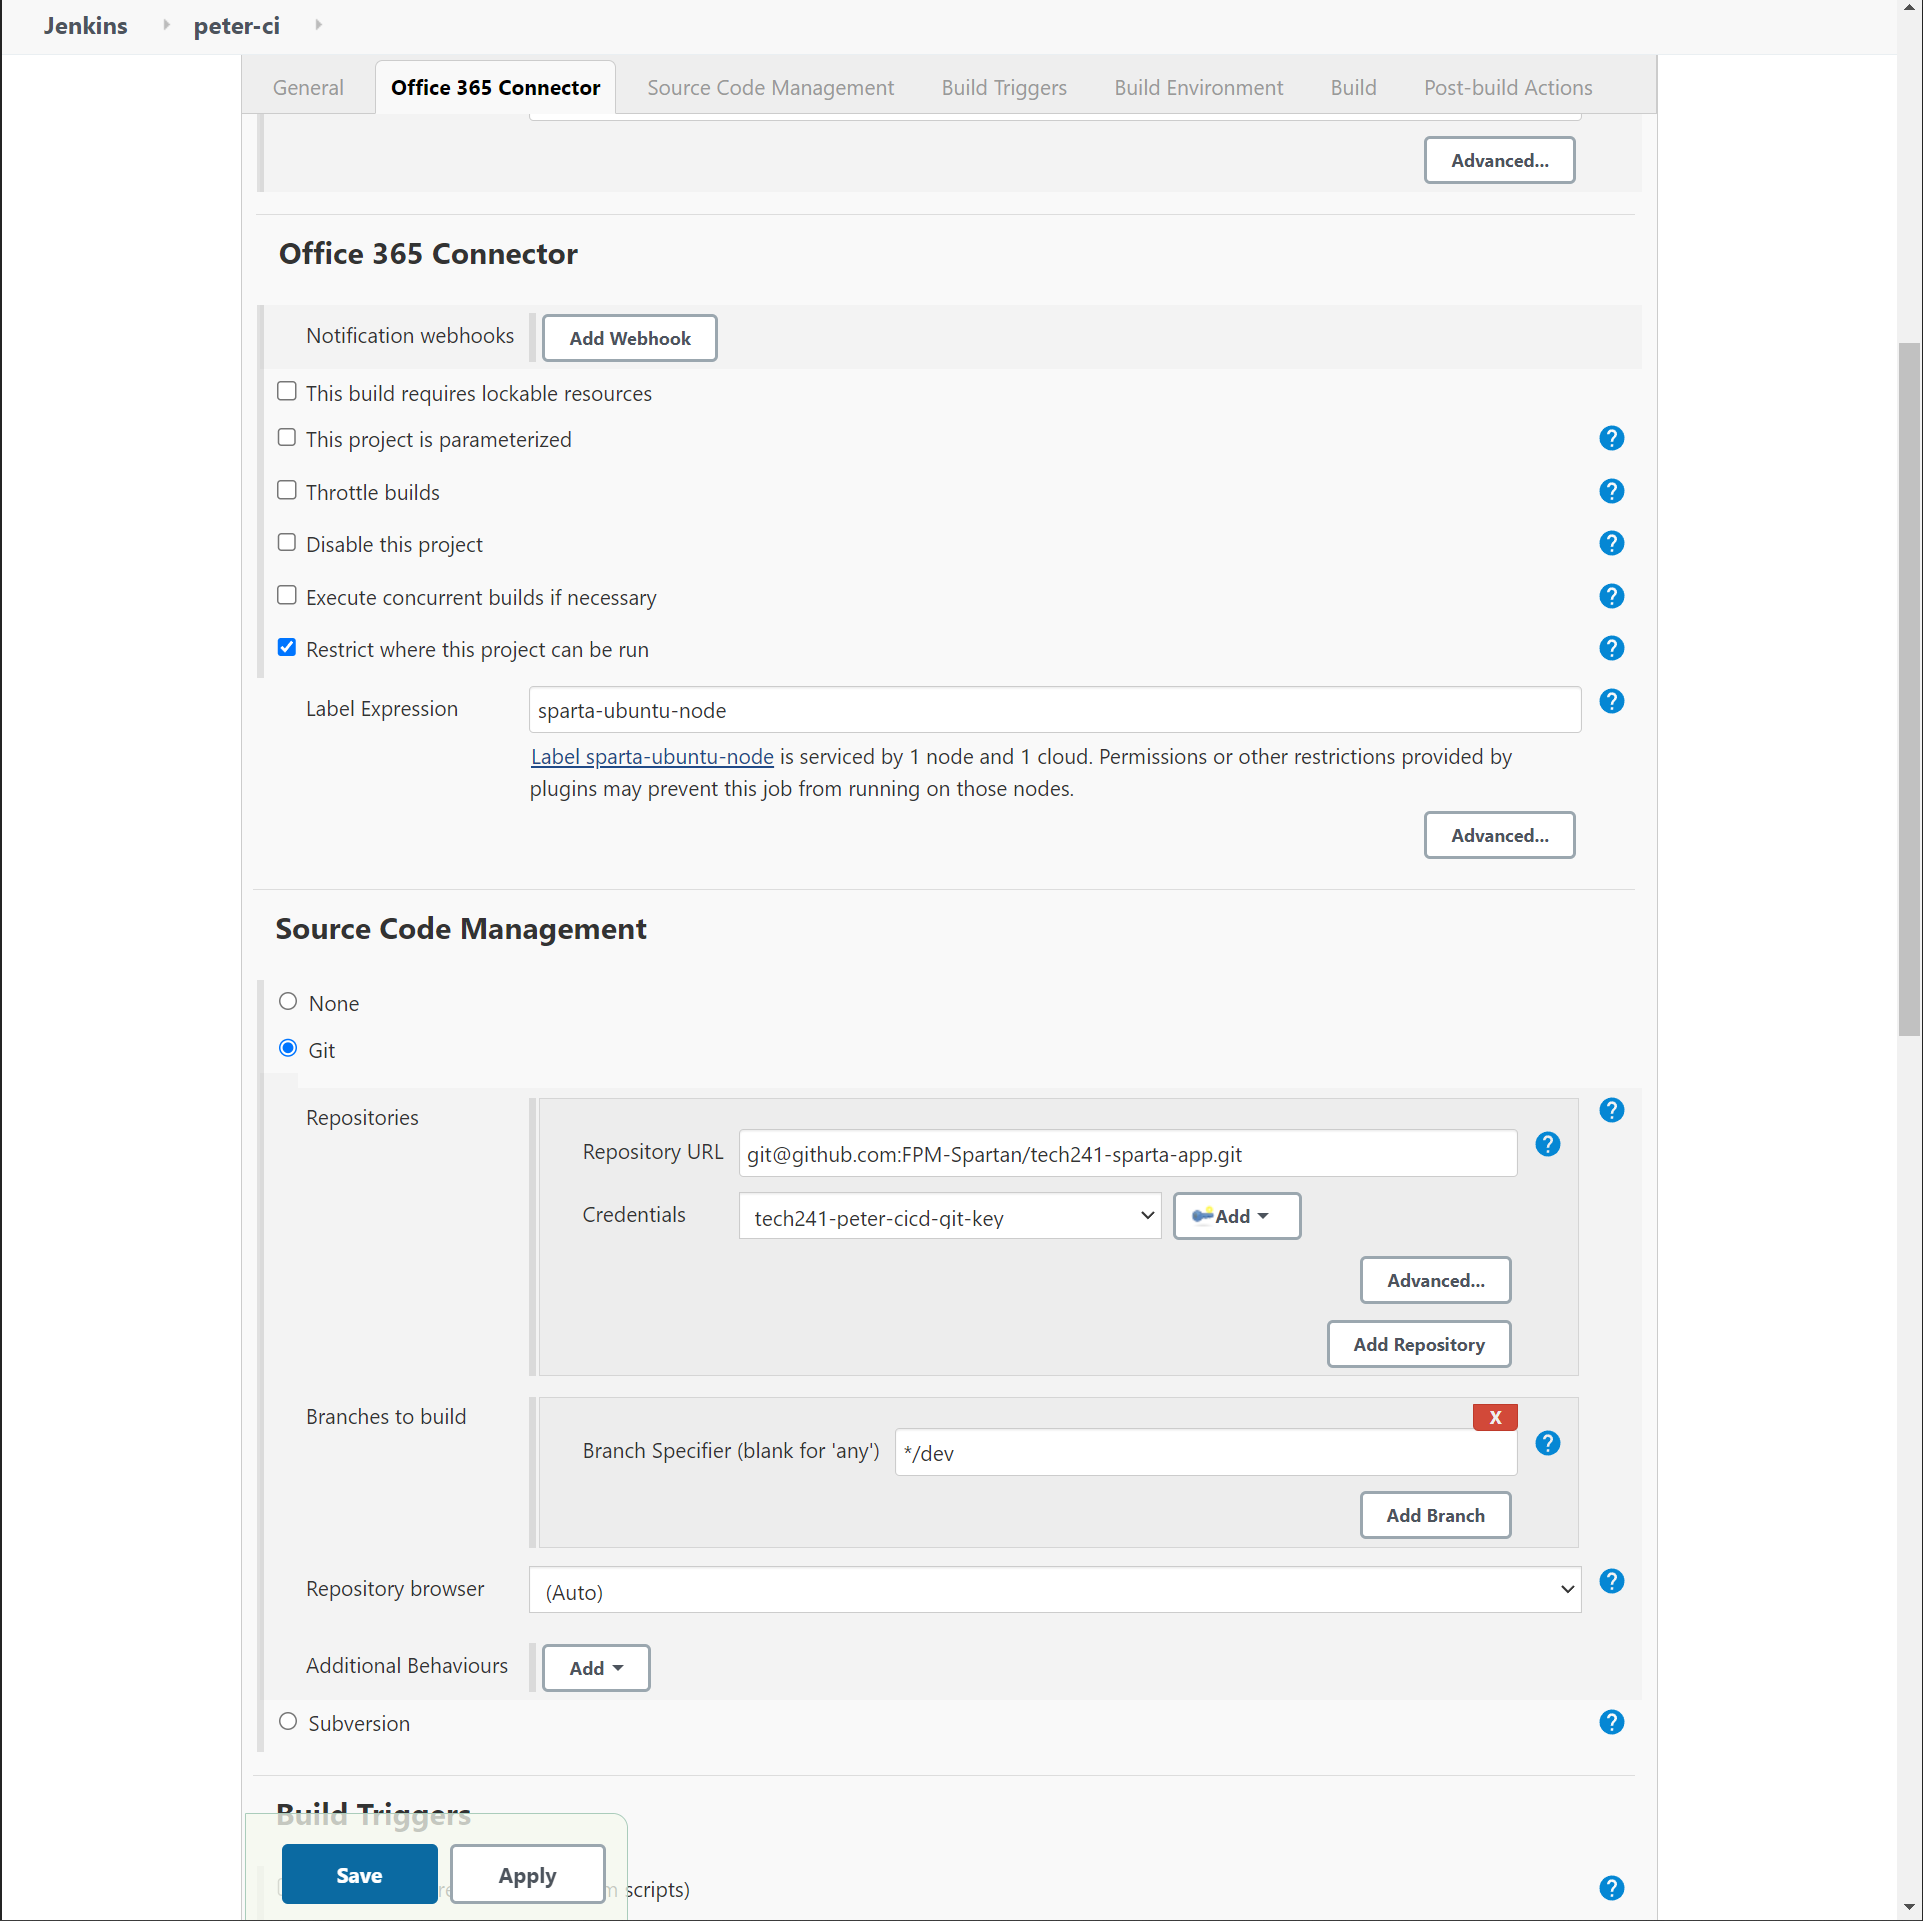 Jenkins
peter-ci
General
Office 365 Connector
Source Code Management
Build Triggers
Build Environment
Build
Post-build Actions
Advanced...
Office 365 Connector
Notification webhooks
Add Webhook
This build requires lockable resources
This project is parameterized
?
Throttle builds
?
Disable this project
?
Execute concurrent builds if necessary
?
Restrict where this project can be run
?
Label Expression
sparta-ubuntu-node
?
Label sparta-ubuntu-node is serviced by 1 node and 1 cloud. Permissions or other restrictions provided by
plugins may prevent this job from running on those nodes.
Advanced...
Source Code Management
None
Git
Repositories
?
Repository URL
git@github.com:FPM-Spartan/tech241-sparta-app.git
?
Credentials
tech241-peter-cicd-git-key
Add
Advanced...
Add Repository
Branches to build
X
Branch Specifier (blank for 'any')
*/dev
?
Add Branch
Repository browser
(Auto)
?
Additional Behaviours
Add
Subversion
?
Build Triggers
Save
Apply
scripts)
?